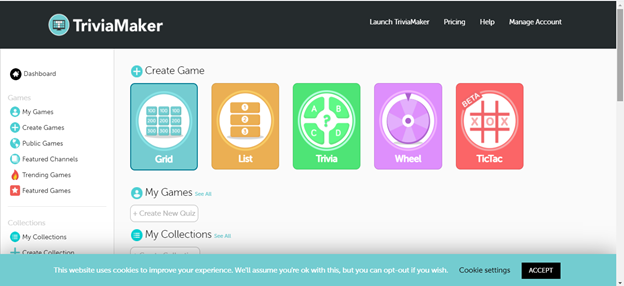 TriviaMaker
Launch TriviaMaker
Pricing
Help
Manage Account
Dashboard
Games
My Games
Create Games
Public Games
Featured Channels
Trending Games
Featured Games
Collections
My Collections
Create Collection
Create Game
100 100 100
200 200 200
300 300 300
Grid
1
2
3
List
A B
?
C D
Trivia
Wheel
BETA
X O X
TicTac
My Games See All
+ Create New Quiz
My Collections See All
This website uses cookies to improve your experience. We'll assume you're ok with this, but you can opt-out if you wish.
Cookie settings
ACCEPT